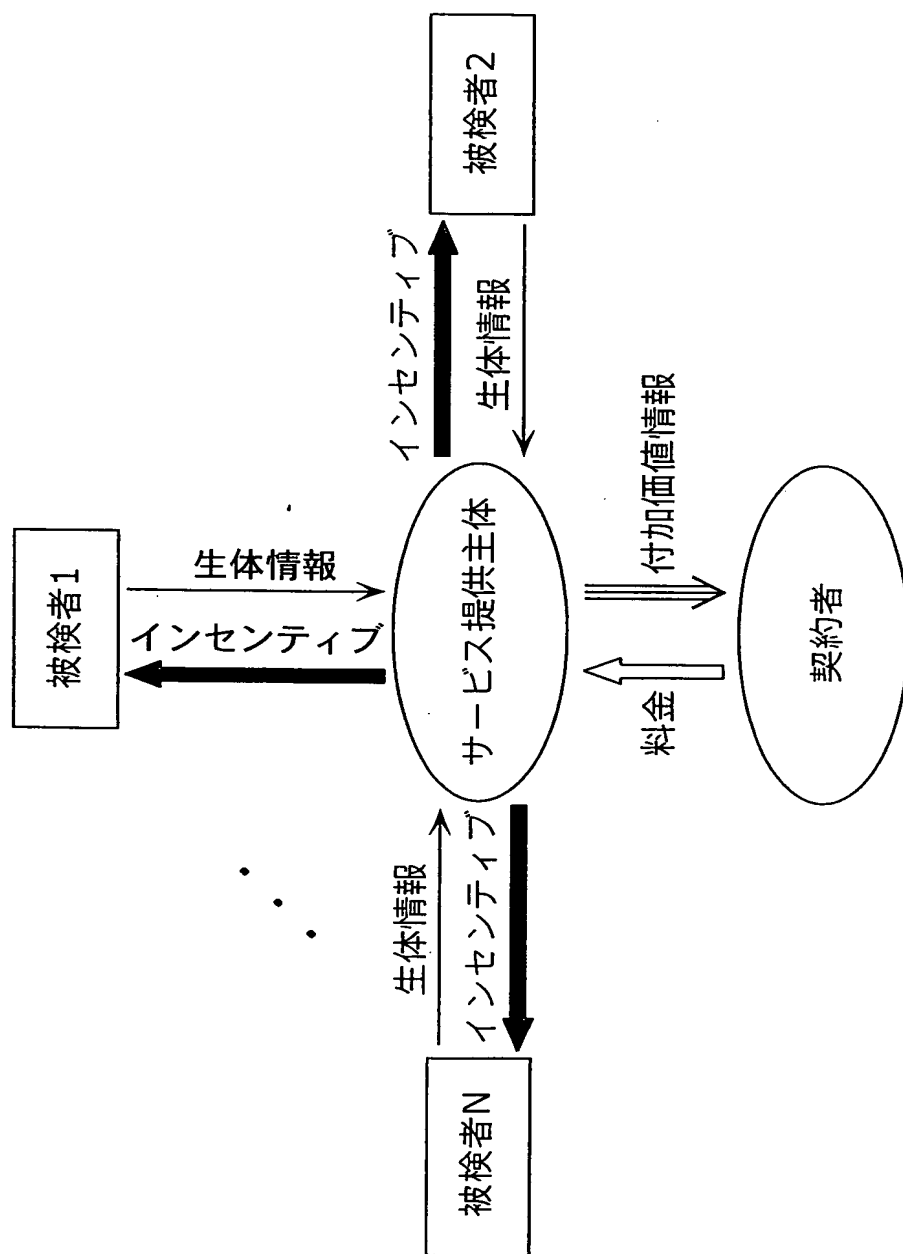 被検者1
生体情報
インセンティブ
被検者2
インセンティブ
生体情報
サービス提供主体
生体情報
インセンティブ
被検者N
付加価値情報
料金
契約者